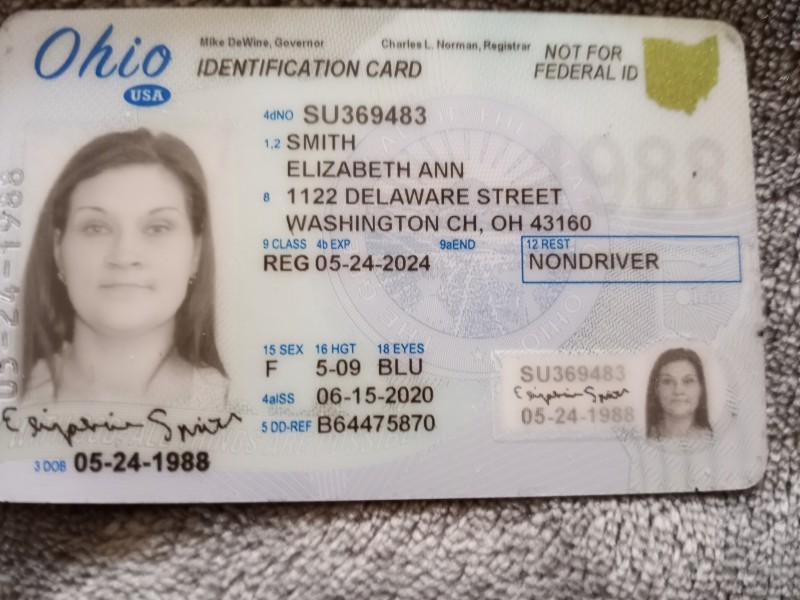 Ohio
USA
Mike DeWine, Governor
Charles L. Norman, Registrar
IDENTIFICATION CARD
NOT FOR
FEDERAL ID
4dNO SU369483
1,2 SMITH
ELIZABETH ANN
8 1122 DELAWARE STREET
WASHINGTON CH, OH 43160
1988
9 CLASS 4b EXP 9aEND 12 REST
REG 05-24-2024 NONDRIVER
15 SEX 16 HGT 18 EYES
F 5-09 BLU
4aISS 06-15-2020
5 DD-REF B64475870
3 DOB 05-24-1988
05-24-1988
SU369483
05-24-1988